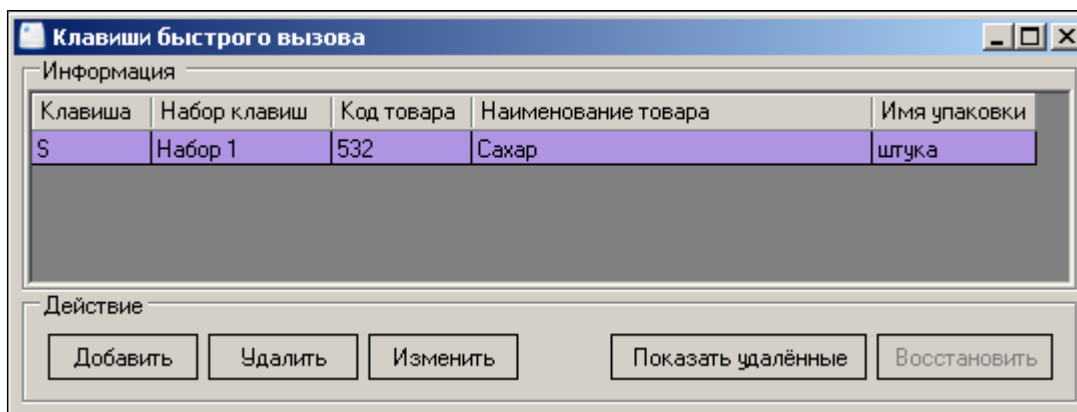 Клавиши быстрого вызова
Информация
Клавиша Набор клавиш Код товара Наименование товара Имя упаковки
S Набор 1 532 Сахар штука
Действие
Добавить Удалить Изменить Показать удалённые Восстановить